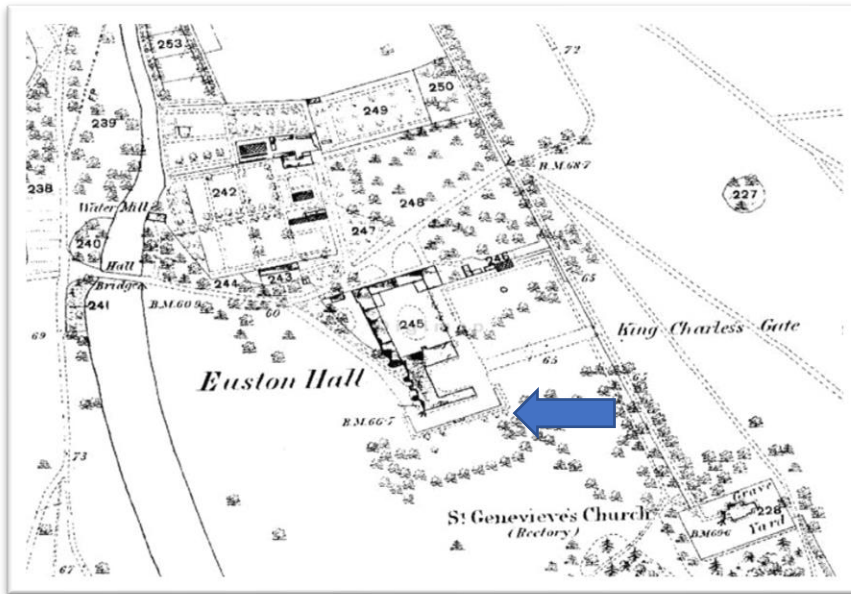 253
72
250
249
239
F.P.
B.M.68·7
238
242
227
248
Water Mill
247
240
246
Hall
243
65
Bridge
244
241
B.M.60·9
60
69
245
King Charles's Gate
65
Euston Hall
B.M.66·7
73
Grave
St Genevieve's Church
228
(Rectory)
B.M.69·6
Yard
67